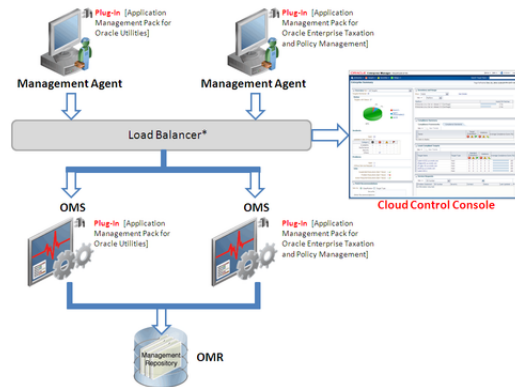 Plug-in [Application
Management Pack for
Oracle Utilities]
Plug-in [Application
Management Pack for
Oracle Enterprise Taxation
and Policy Management]
Management Agent
Management Agent
Load Balancer*
Cloud Control Console
OMS
OMS
Plug-in [Application
Management Pack for
Oracle Utilities]
Plug-in [Application
Management Pack for
Oracle Enterprise Taxation
and Policy Management]
Management
Repository
OMR